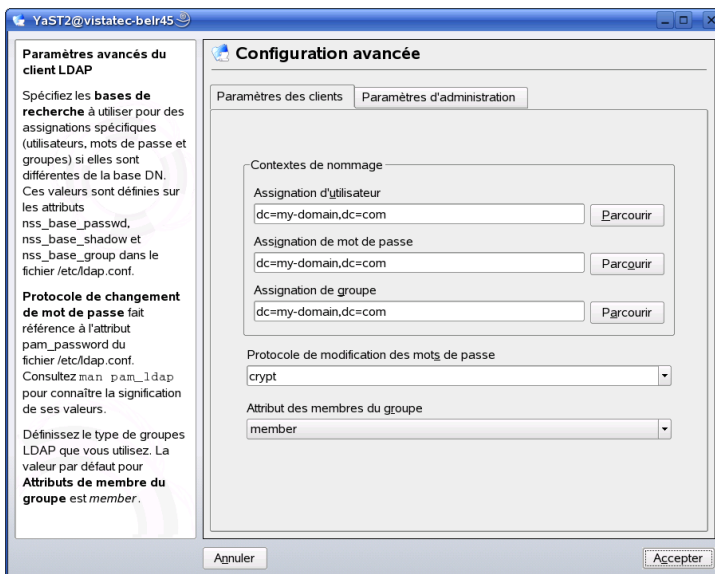 YaST2@vistatec-belr45
Paramètres avancés du
client LDAP
Spécifiez les bases de
recherche à utiliser pour des
assignations spécifiques
(utilisateurs, mots de passe et
groupes) si elles sont
différentes de la base DN.
Ces valeurs sont définies sur
les attributs
nss_base_passwd,
nss_base_shadow et
nss_base_group dans le
fichier /etc/ldap.conf.
Protocole de changement
de mot de passe fait
référence à l'attribut
pam_password du
fichier /etc/ldap.conf.
Consultez man pam_ldap
pour connaître la signification
de ses valeurs.
Définissez le type de groupes
LDAP que vous utilisez. La
valeur par défaut pour
Attributs de membre du
groupe est member.
Configuration avancée
Paramètres des clients
Paramètres d'administration
Contextes de nommage
Assignation d'utilisateur
dc=my-domain,dc=com
Parcourir
Assignation de mot de passe
dc=my-domain,dc=com
Parcourir
Assignation de groupe
dc=my-domain,dc=com
Parcourir
Protocole de modification des mots de passe
crypt
Attribut des membres du groupe
member
Annuler
Accepter